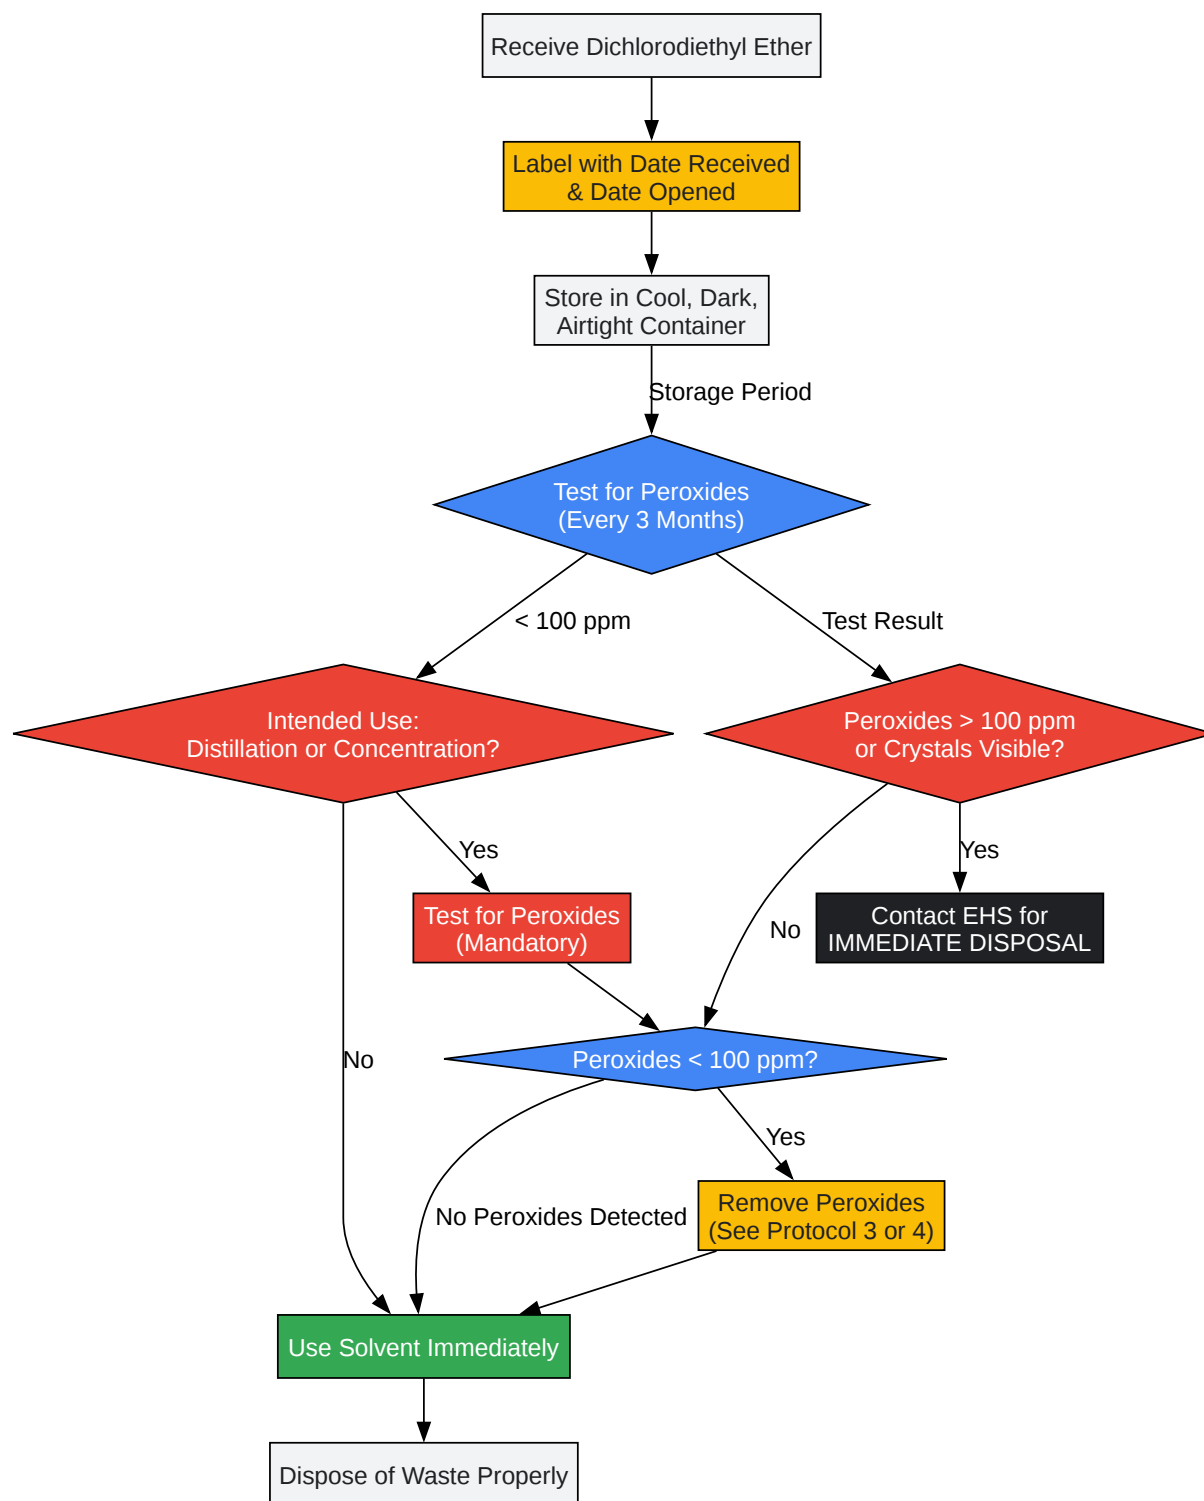 Receive Dichlorodiethyl Ether
Label with Date Received
& Date Opened
Store in Cool, Dark,
Airtight Container
Storage Period
Test for Peroxides
(Every 3 Months)
< 100 ppm
Test Result
Intended Use:
Distillation or Concentration?
Peroxides > 100 ppm
or Crystals Visible?
Yes
Yes
Test for Peroxides
(Mandatory)
Contact EHS for
IMMEDIATE DISPOSAL
No
No
Peroxides < 100 ppm?
Yes
No Peroxides Detected
Remove Peroxides
(See Protocol 3 or 4)
Use Solvent Immediately
Dispose of Waste Properly